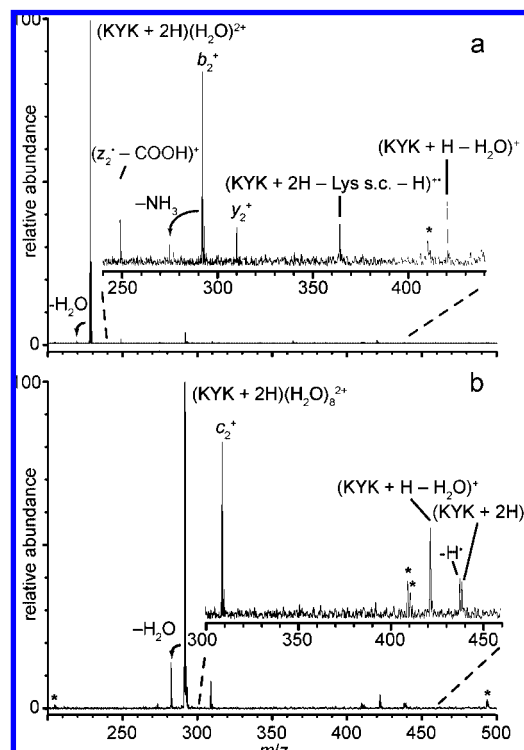 a
100
(KYK + 2H)(H₂O)²⁺
b₂⁺
(z₂• – COOH)⁺
(KYK + H – H₂O)⁺
(KYK + 2H – Lys s.c. – H)⁺•
–NH₃
y₂⁺
*
relative abundance
-H₂O
250 300 350 400
0
b
100
(KYK + 2H)(H₂O)₈²⁺
c₂⁺
(KYK + H – H₂O)⁺
(KYK + 2H)
-H•
*
*
relative abundance
–H₂O
300 350 400 450
* *
0
250 300 350 400 450 500
m/z